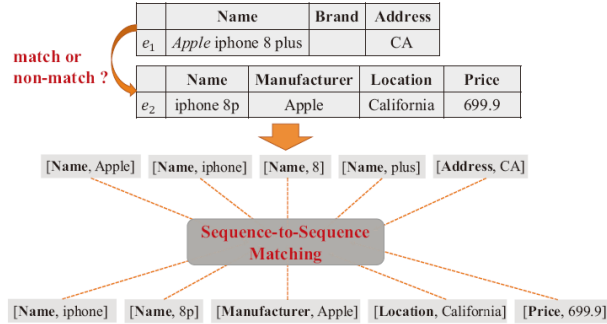 Name Brand Address
e1 Apple iphone 8 plus CA
match or
non-match ?
Name Manufacturer Location Price
e2 iphone 8p Apple California 699.9
[Name, Apple] [Name, iphone] [Name, 8] [Name, plus] [Address, CA]
Sequence-to-Sequence
Matching
[Name, iphone] [Name, 8p] [Manufacturer, Apple] [Location, California] [Price, 699.9]